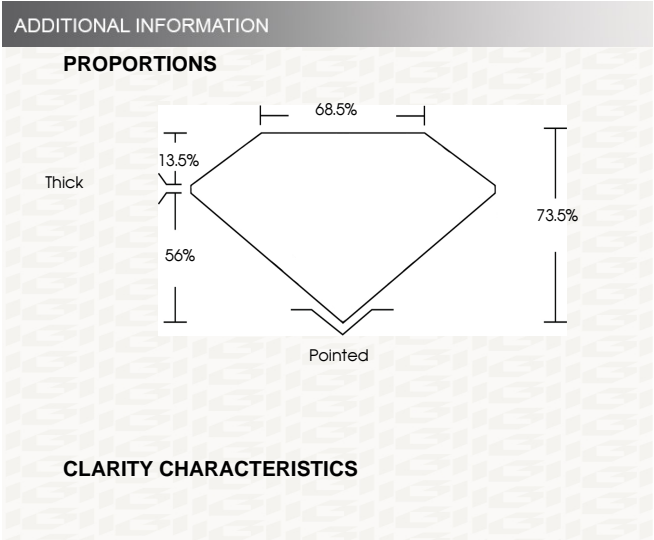 ADDITIONAL INFORMATION
PROPORTIONS
68.5%
13.5%
Thick
73.5%
56%
Pointed
CLARITY CHARACTERISTICS